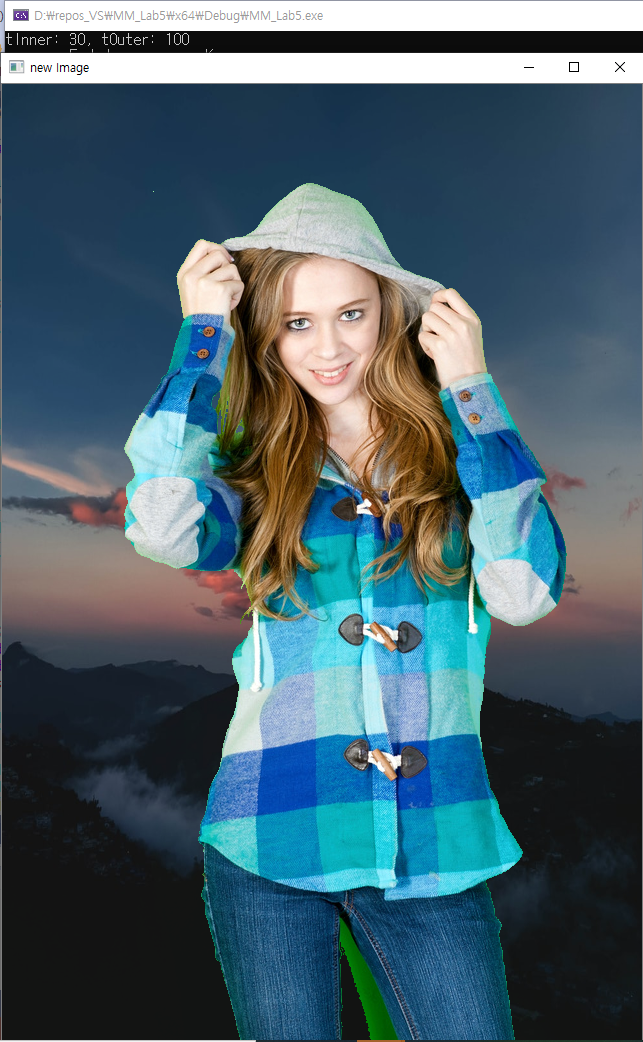 D:\repos_VS\MM_Lab5\x64\Debug\MM_Lab5.exe
tInner: 30, tOuter: 100
new Image